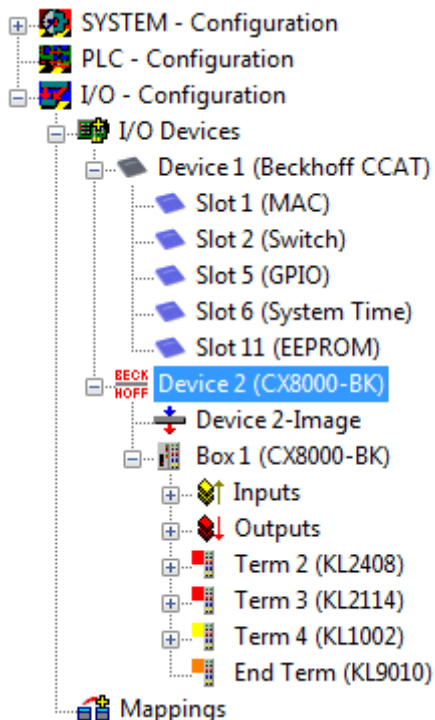 SYSTEM - Configuration
PLC - Configuration
I/O - Configuration
I/O Devices
Device 1 (Beckhoff CCAT)
Slot 1 (MAC)
Slot 2 (Switch)
Slot 5 (GPIO)
Slot 6 (System Time)
Slot 11 (EEPROM)
BECK
HOFF
Device 2 (CX8000-BK)
Device 2-Image
Box 1 (CX8000-BK)
Inputs
Outputs
Term 2 (KL2408)
Term 3 (KL2114)
Term 4 (KL1002)
End Term (KL9010)
Mappings